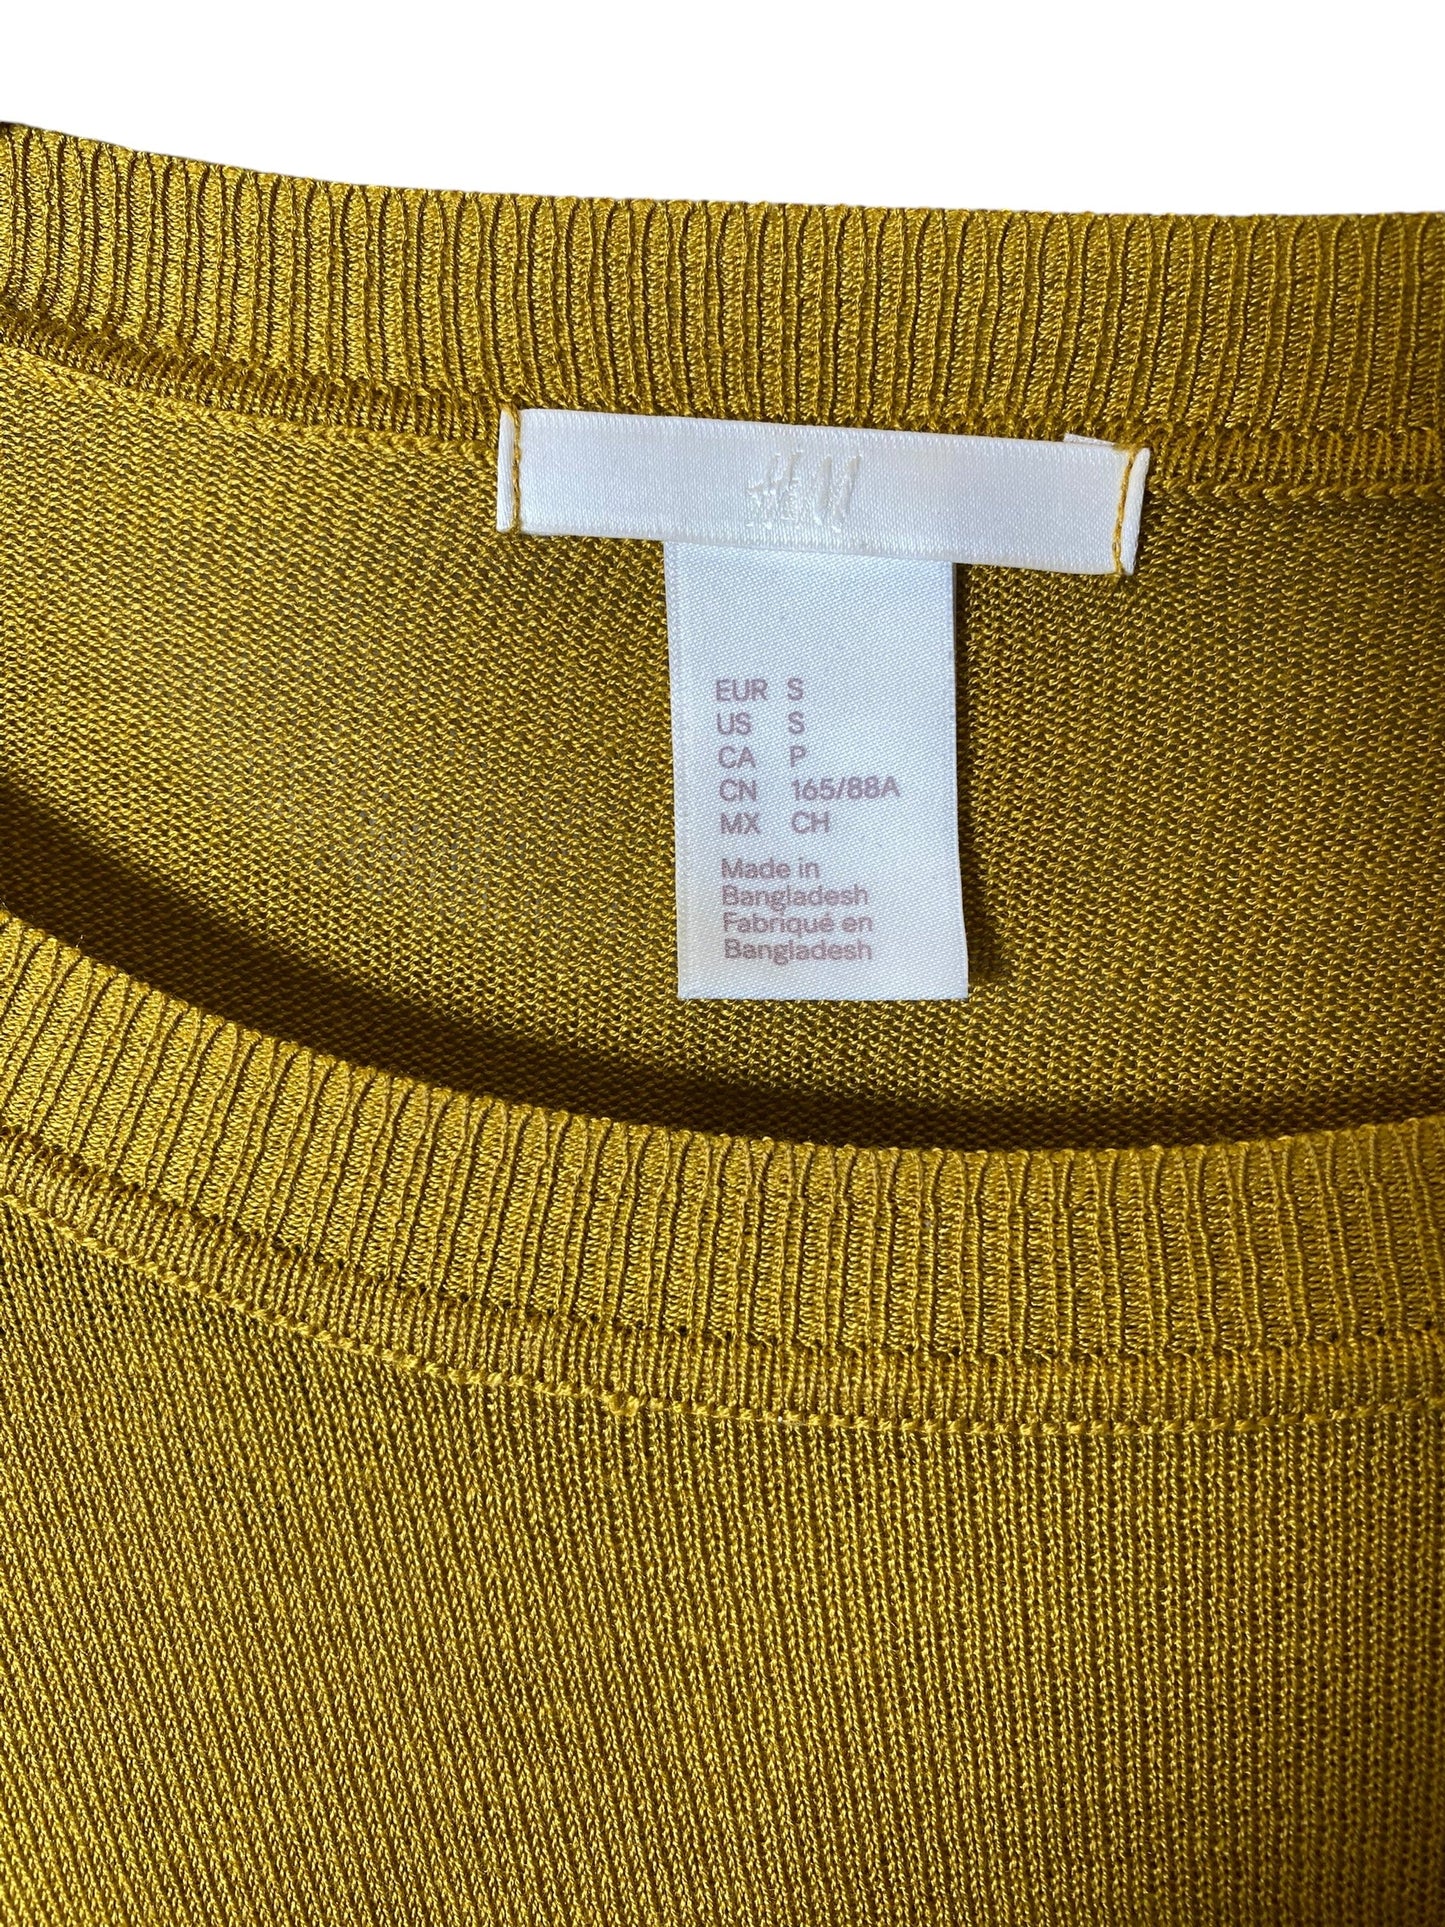 H&M
EUR S
US S
CA P
CN 165/88A
MX CH
Made in
Bangladesh
Fabriqué en
Bangladesh